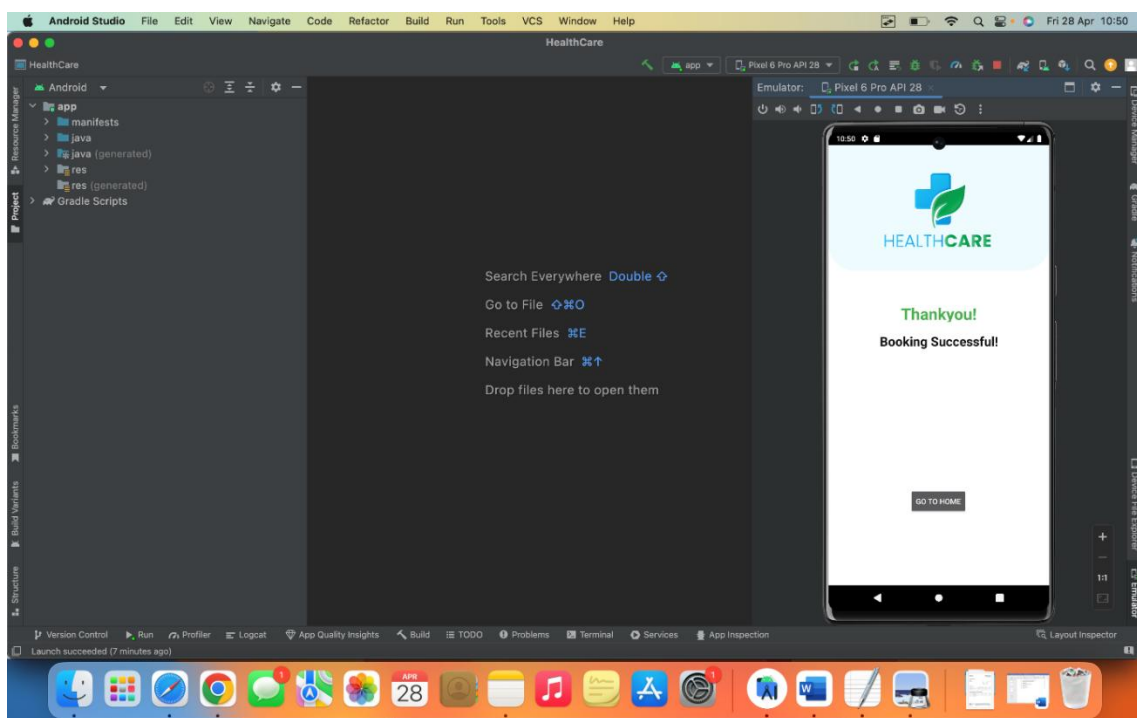 Android Studio File Edit View Navigate Code Refactor Build Run Tools VCS Window Help Fri 28 Apr 10:50
HealthCare
HealthCare app Pixel 6 Pro API 28
Android
Emulator: Pixel 6 Pro API 28
app
manifests
java
java (generated)
res
res (generated)
Gradle Scripts
Resource Manager
Project
Bookmarks
Build Variants
Structure
Search Everywhere Double ⇧
Go to File ⇧⌘O
Recent Files ⌘E
Navigation Bar ⌘↑
Drop files here to open them
10:50
HEALTHCARE
Thankyou!
Booking Successful!
GO TO HOME
1:1
Device Manager
Gradle
Notifications
Device File Explorer
Emulator
Version Control Run Profiler Logcat App Quality Insights Build TODO Problems Terminal Services App Inspection Layout Inspector
Launch succeeded (7 minutes ago)
1
APR
28
1